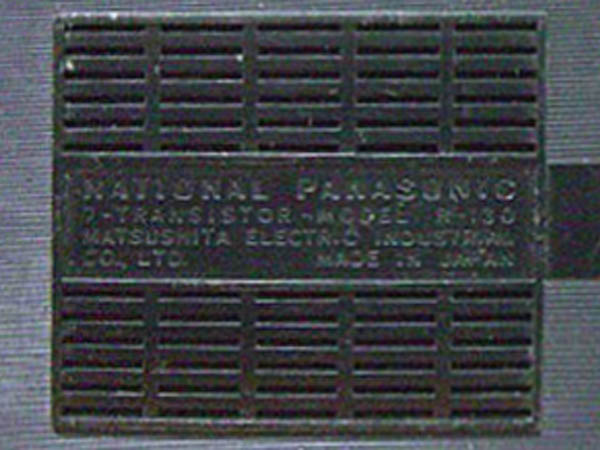 NATIONAL PANASONIC
7-TRANSISTOR MODEL R-130
MATSUSHITA ELECTRIC INDUSTRIAL
CO., LTD. MADE IN JAPAN